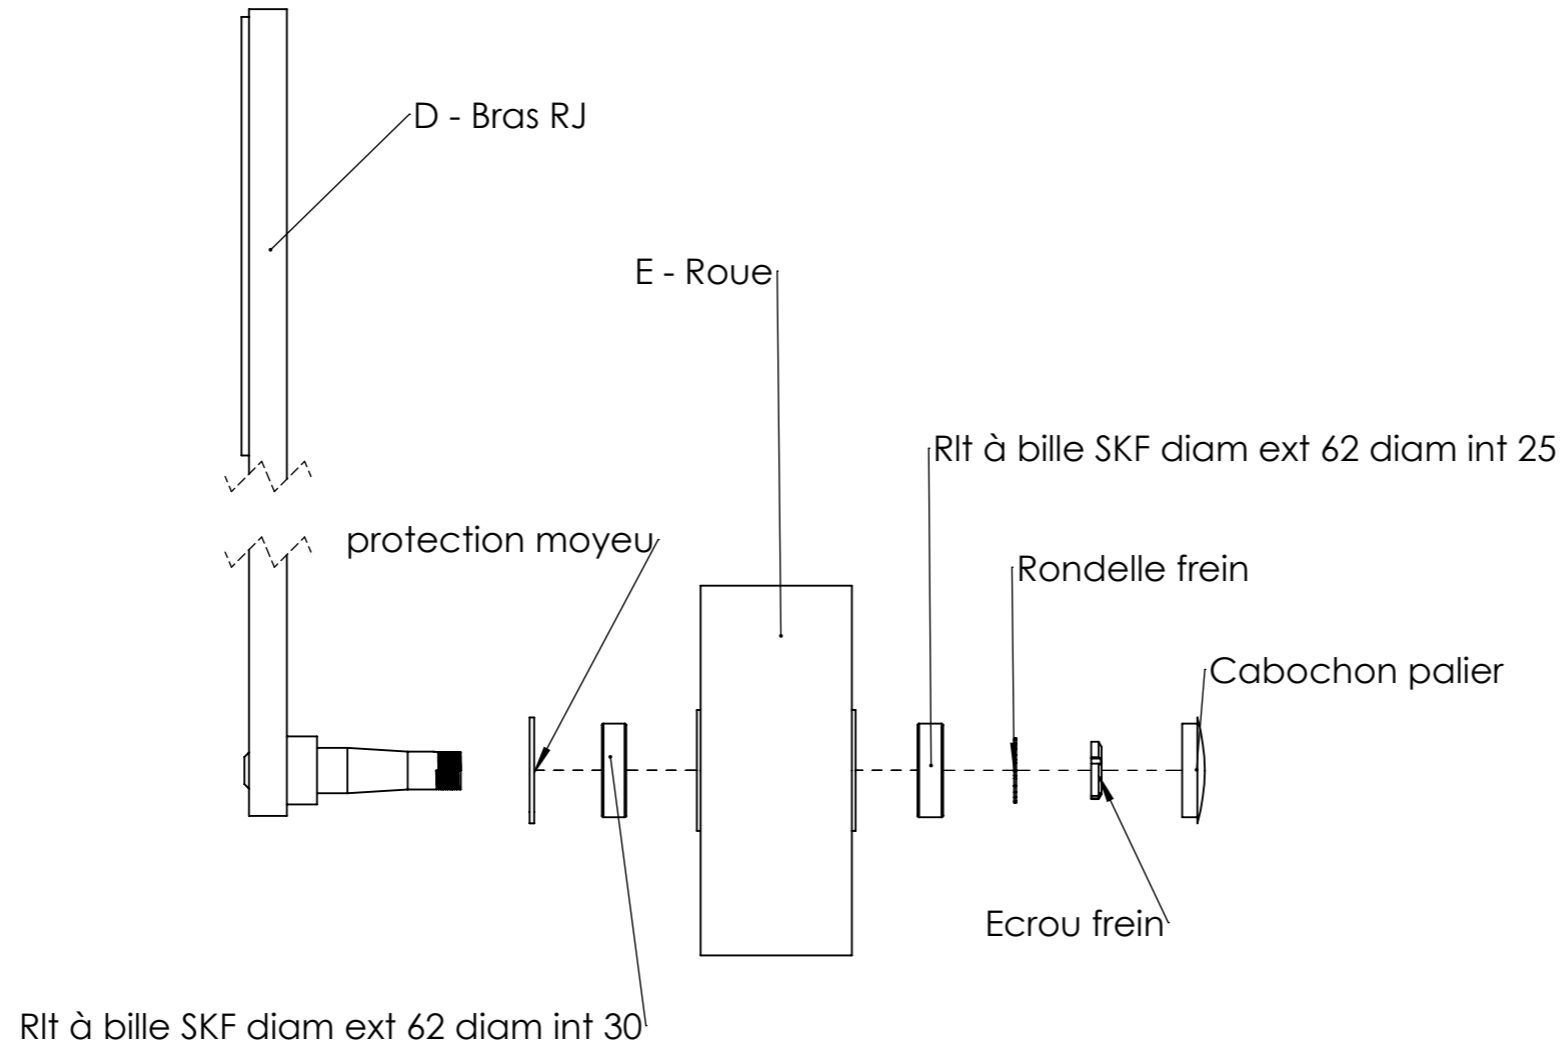 D - Bras RJ
E - Roue
Rlt à bille SKF diam ext 62 diam int 25
protection moyeu
Rondelle frein
Cabochon palier
Ecrou frein
Rlt à bille SKF diam ext 62 diam int 30